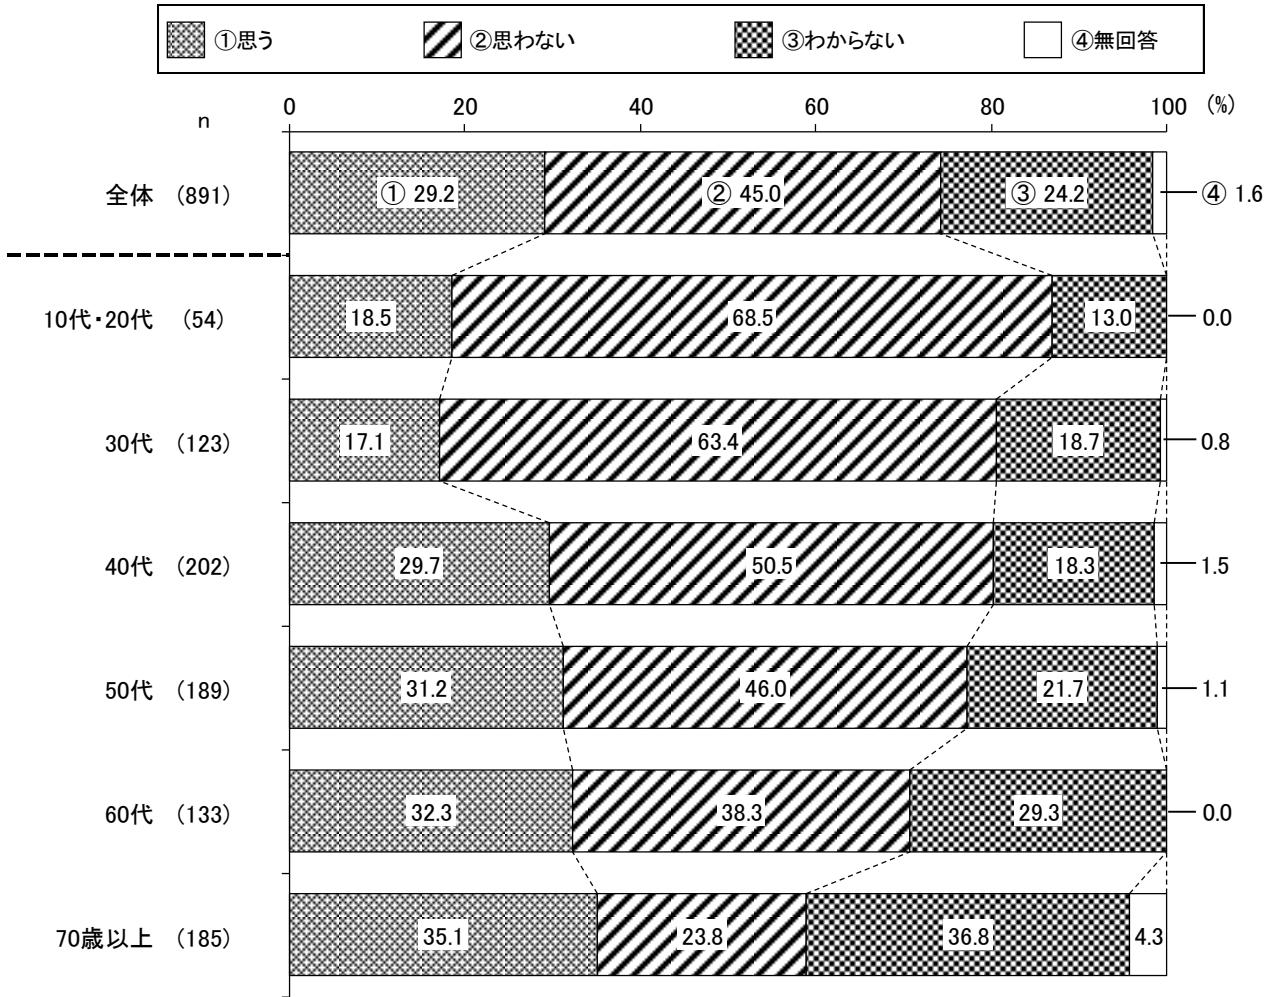 ①思う ②思わない ③わからない ④無回答
0 20 40 60 80 100 (%)
n
全体 (891) ① 29.2 ② 45.0 ③ 24.2 ④ 1.6
10代・20代 (54) 18.5 68.5 13.0 0.0
30代 (123) 17.1 63.4 18.7 0.8
40代 (202) 29.7 50.5 18.3 1.5
50代 (189) 31.2 46.0 21.7 1.1
60代 (133) 32.3 38.3 29.3 0.0
70歳以上 (185) 35.1 23.8 36.8 4.3